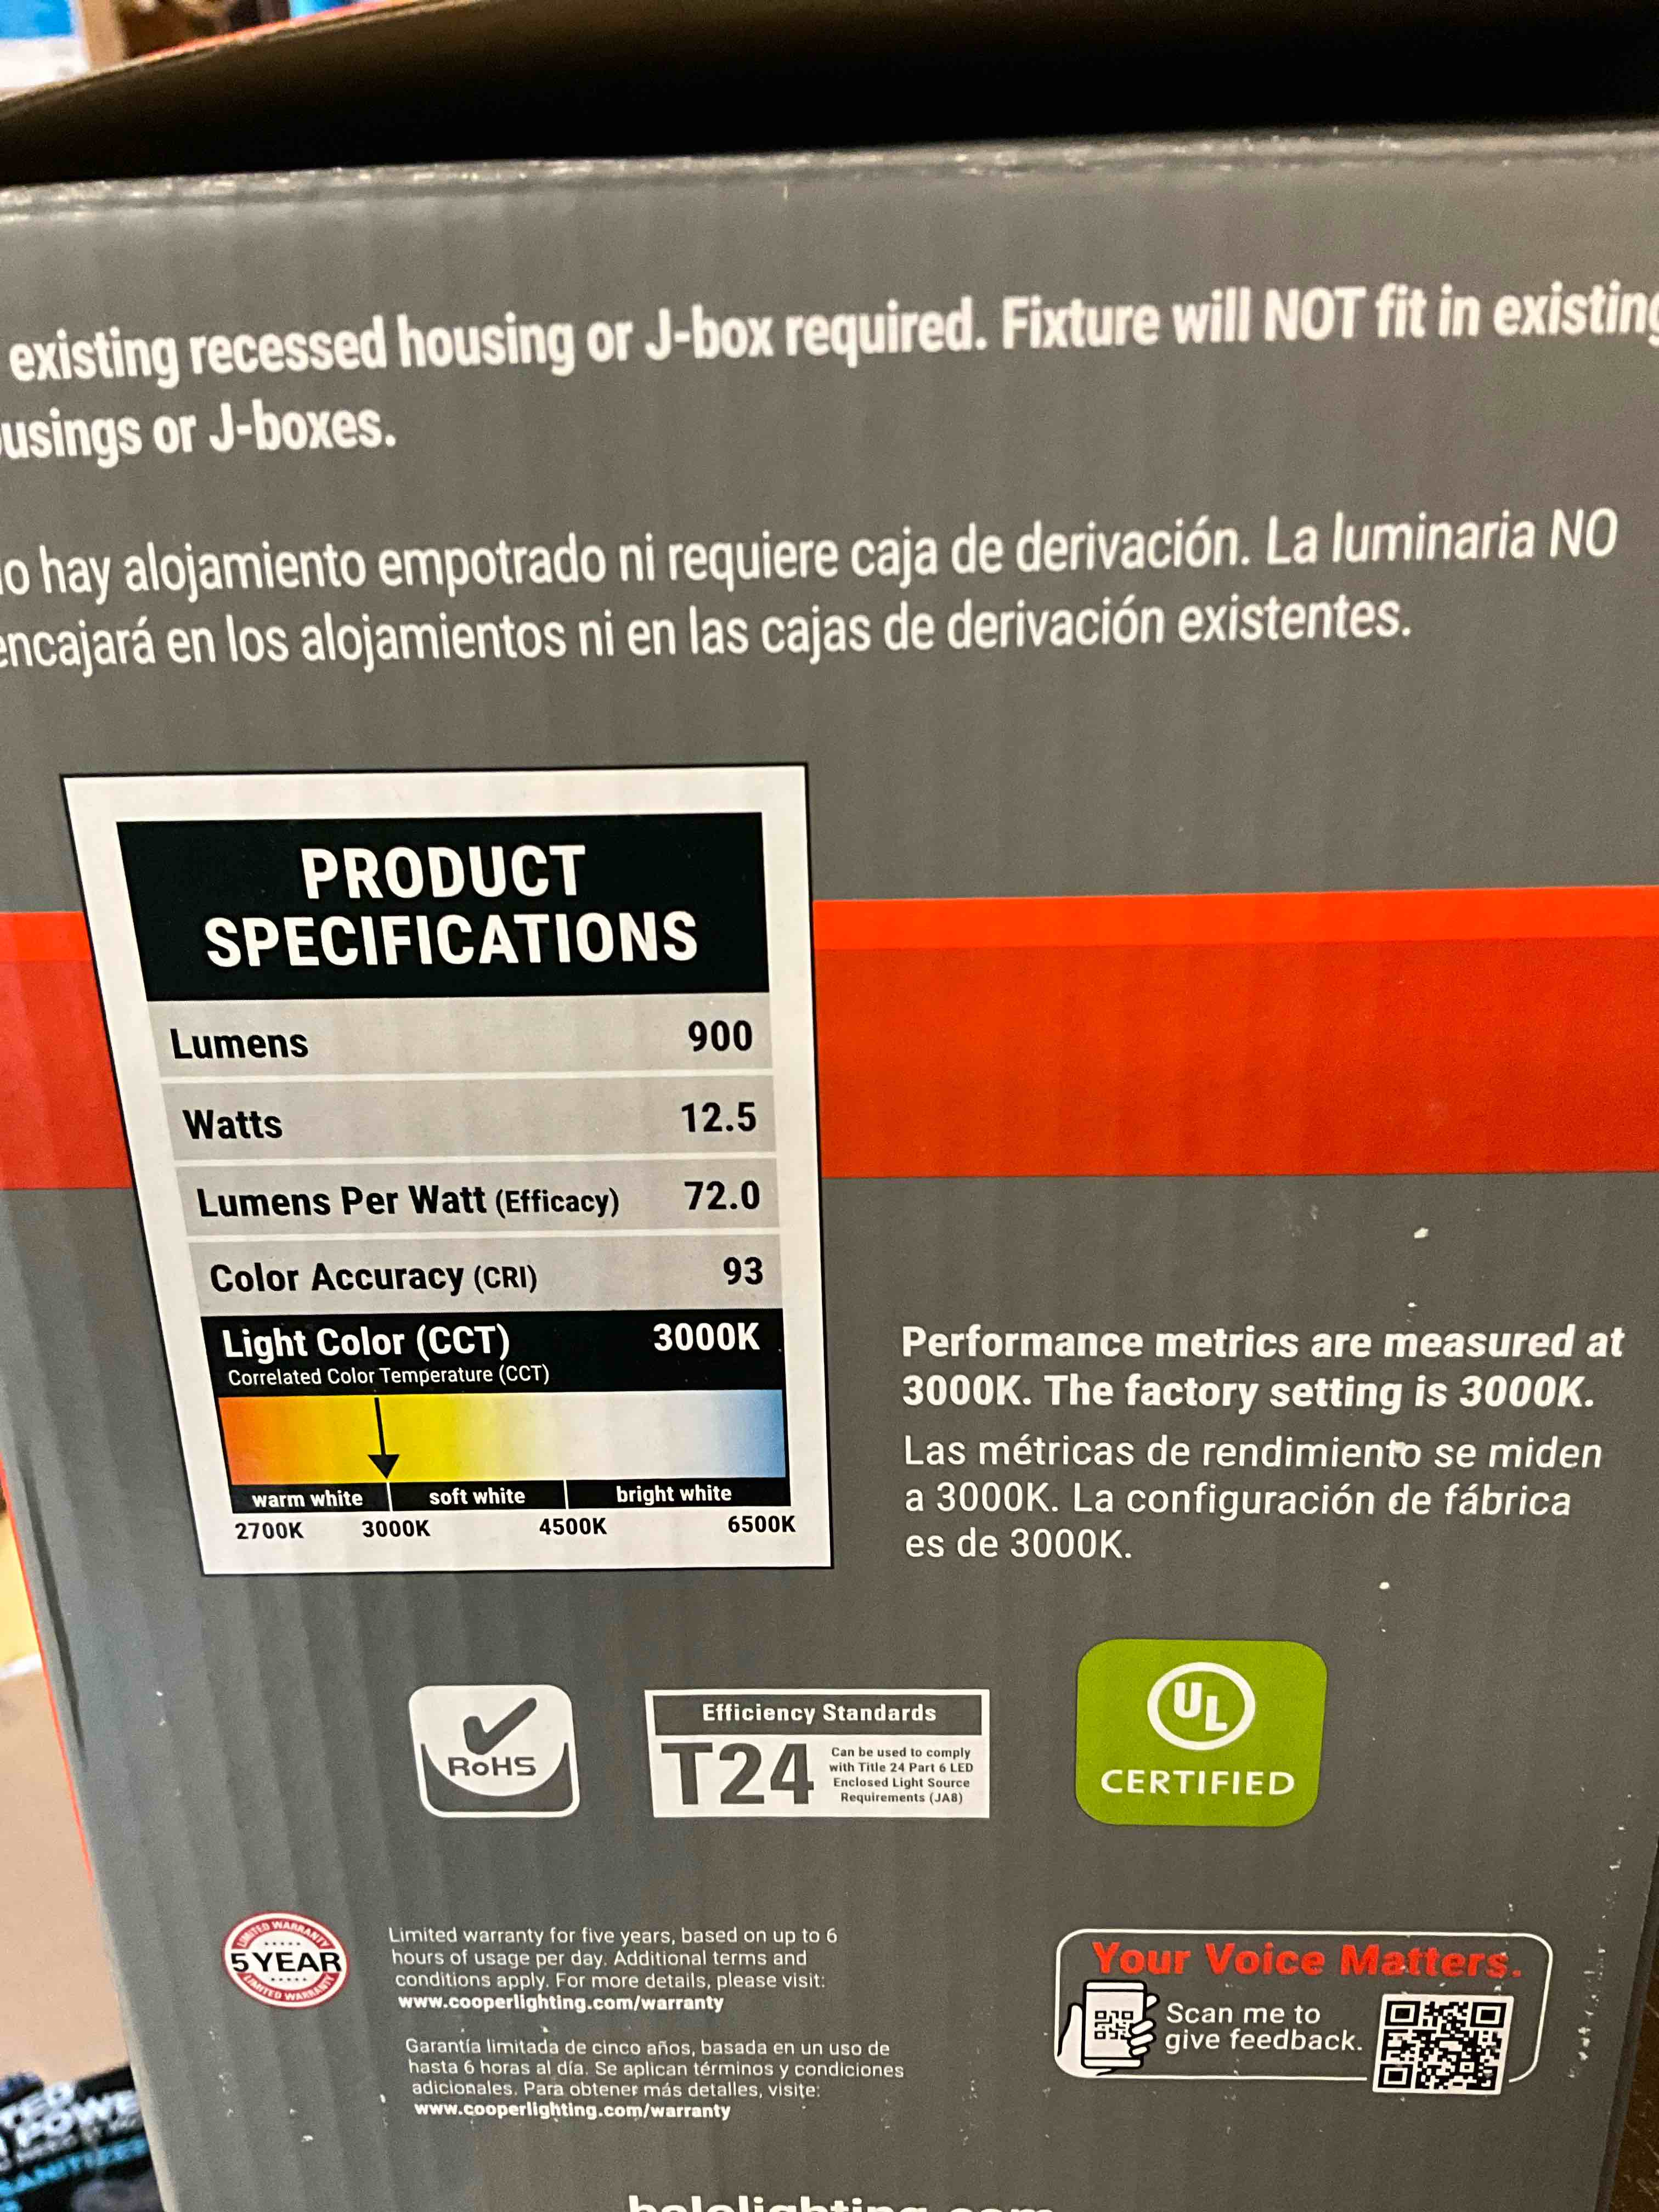 existing recessed housing or J-box required. Fixture will NOT fit in existing
usings or J-boxes.
o hay alojamiento empotrado ni requiere caja de derivación. La luminaria NO
encajará en los alojamientos ni en las cajas de derivación existentes.
PRODUCT
SPECIFICATIONS
Lumens 900
Watts 12.5
Lumens Per Watt (Efficacy) 72.0
Color Accuracy (CRI) 93
Light Color (CCT) 3000K
Correlated Color Temperature (CCT)
warm white soft white bright white
2700K 3000K 4500K 6500K
Performance metrics are measured at
3000K. The factory setting is 3000K.
Las métricas de rendimiento se miden
a 3000K. La configuración de fábrica
es de 3000K.
RoHS
Efficiency Standards
T24
Can be used to comply
with Title 24 Part 6 LED
Enclosed Light Source
Requirements (JA8)
UL
CERTIFIED
LIMITED WARRANTY
5 YEAR
LIMITED WARRANTY
Limited warranty for five years, based on up to 6
hours of usage per day. Additional terms and
conditions apply. For more details, please visit:
www.cooperlighting.com/warranty
Garantía limitada de cinco años, basada en un uso de
hasta 6 horas al día. Se aplican términos y condiciones
adicionales. Para obtener más detalles, visite:
www.cooperlighting.com/warranty
Your Voice Matters.
Scan me to
give feedback.